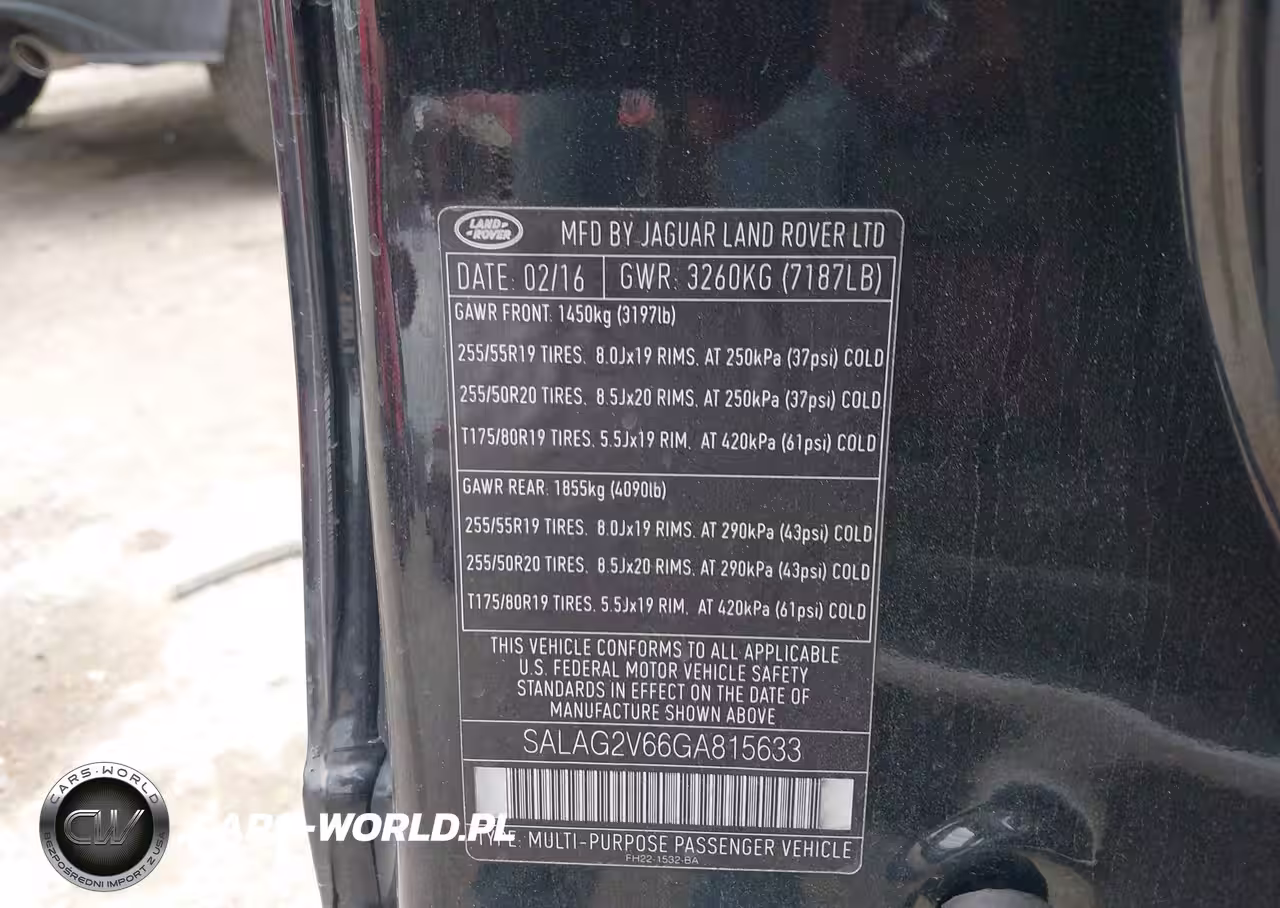 LAND ROVER
MFD BY JAGUAR LAND ROVER LTD
DATE: 02/16 GWR: 3260KG (7187LB)
GAWR FRONT. 1450kg (3197lb)
255/55R19 TIRES. 8.0Jx19 RIMS. AT 250kPa (37psi) COLD
255/50R20 TIRES. 8.5Jx20 RIMS. AT 250kPa (37psi) COLD
T175/80R19 TIRES. 5.5Jx19 RIM. AT 420kPa (61psi) COLD
GAWR REAR. 1855kg (4090lb)
255/55R19 TIRES. 8.0Jx19 RIMS. AT 290kPa (43psi) COLD
255/50R20 TIRES. 8.5Jx20 RIMS. AT 290kPa (43psi) COLD
T175/80R19 TIRES. 5.5Jx19 RIM. AT 420kPa (61psi) COLD
THIS VEHICLE CONFORMS TO ALL APPLICABLE
U.S. FEDERAL MOTOR VEHICLE SAFETY
STANDARDS IN EFFECT ON THE DATE OF
MANUFACTURE SHOWN ABOVE
SALAG2V66GA815633
TYPE: MULTI-PURPOSE PASSENGER VEHICLE
FH22-1532-BA
CARS-WORLD
CW
BEZPOŚREDNI IMPORT Z USA
CARS-WORLD.PL